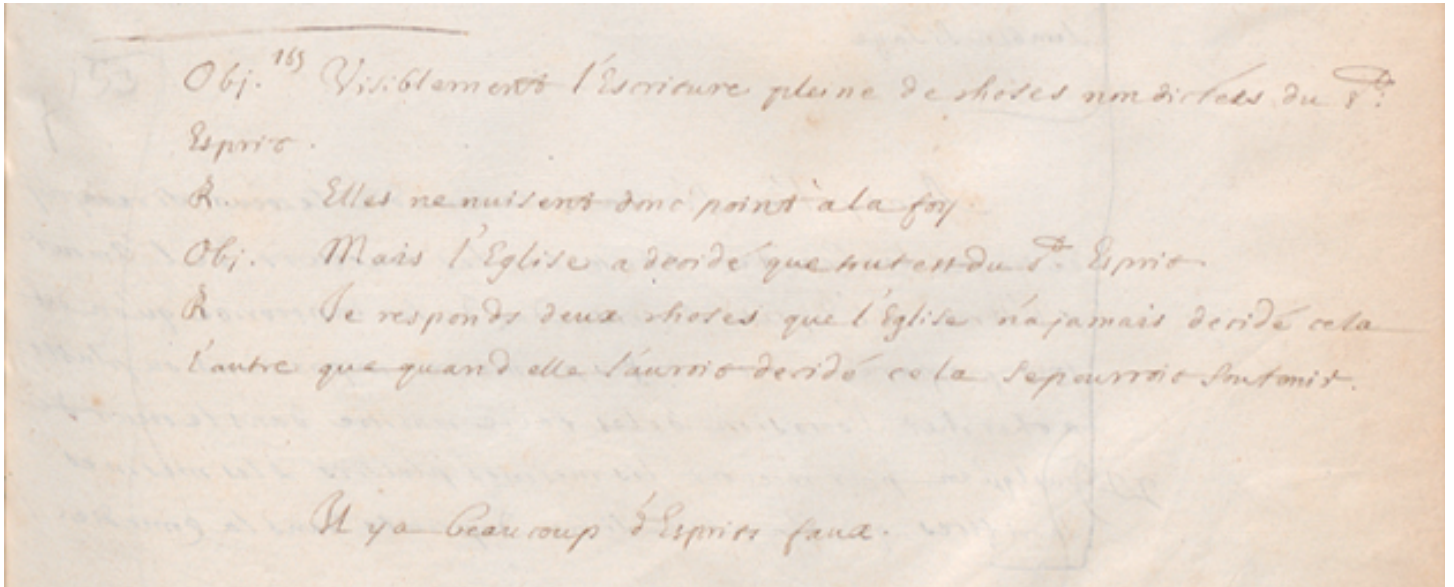 Obj. 163 Visiblement l'Escriture pleine de choses non dictées du St.
Esprit.
R Elles ne nuisent donc point à la foy
Obj. Mais l'Eglise a decidé que tout est du St. Esprit
R Je responds deux choses que l'Eglise n'a jamais decidé cela
l'autre que quand elle l'auroit decidé cela se pourroit soutenir.
Il y a beaucoup d'Esprits faux.